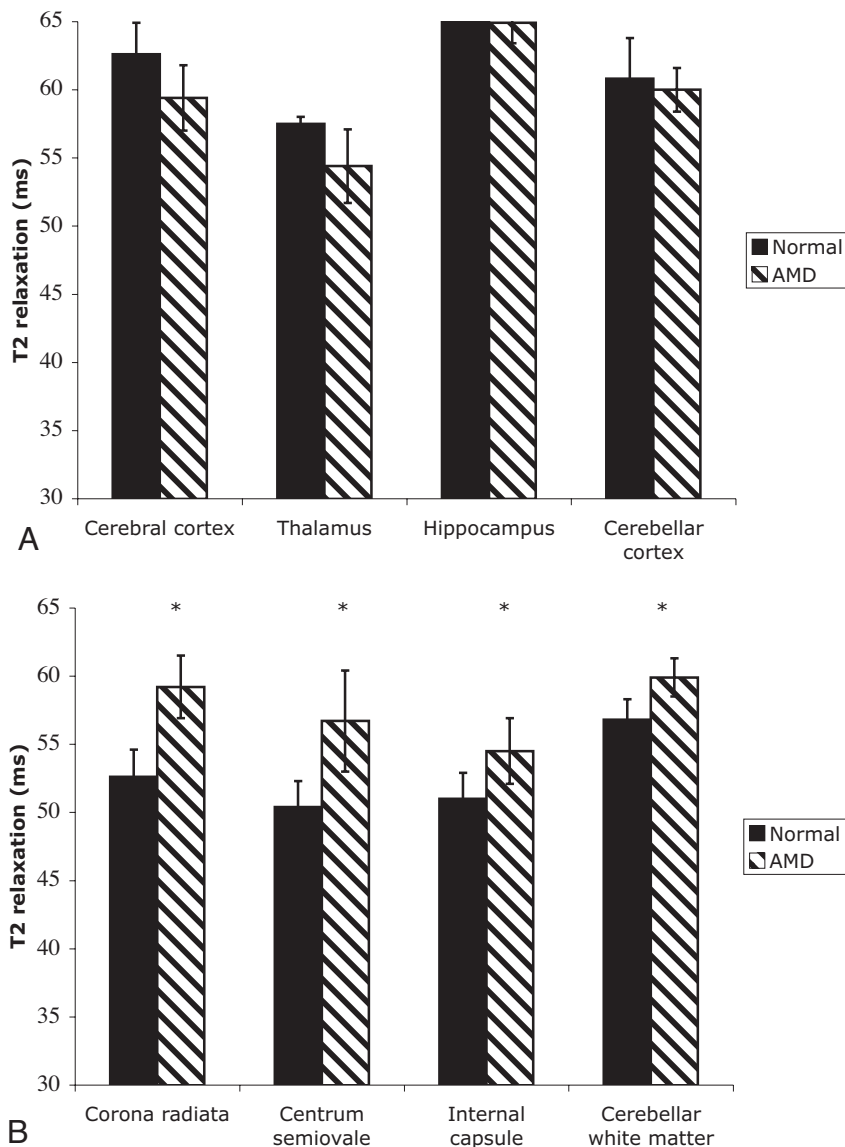 65
60
55
50
45
40
35
30
T2 relaxation (ms)
Normal
AMD
Cerebral cortex
Thalamus
Hippocampus
Cerebellar
cortex
A
* * * *
65
60
55
50
45
40
35
30
T2 relaxation (ms)
Normal
AMD
Corona radiata
Centrum
semiovale
Internal
capsule
Cerebellar
white matter
B